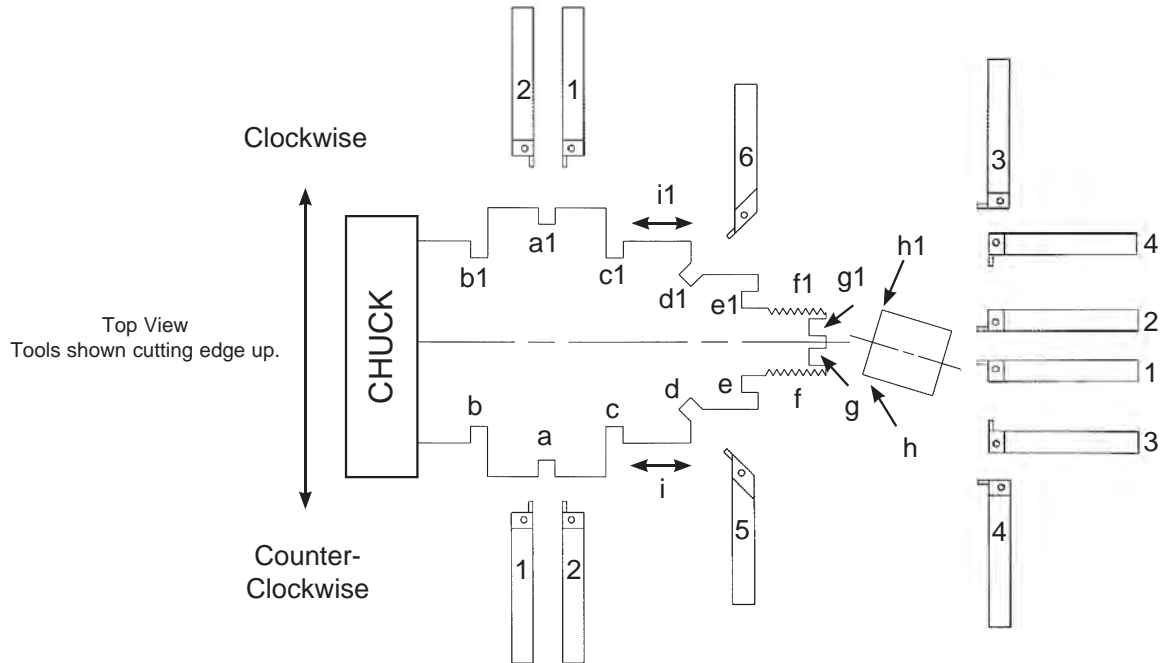 2 1
Clockwise
6
3
i1
4
b1
a1
c1
d1
e1
f1
g1
h1
2
Top View
Tools shown cutting edge up.
CHUCK
1
b
a
c
d
e
f
g
h
3
i
1 2
5
4
Counter-
Clockwise